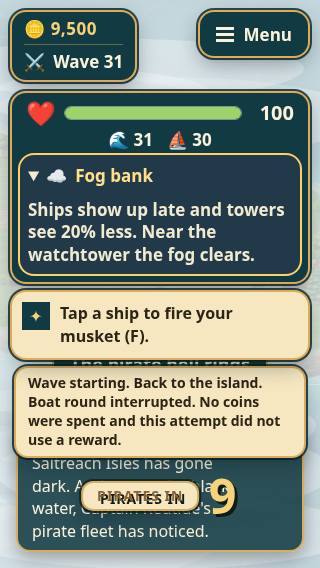 9,500
Menu
Wave 31
100
31 30
Fog bank
Ships show up late and towers
see 20% less. Near the
watchtower the fog clears.
Tap a ship to fire your
musket (F).
Wave starting. Back to the island.
Boat round interrupted. No coins
were spent and this attempt did not
use a reward.
Saltreach Isles has gone
dark. A
PIRATES IN 9
water, Captain
pirate fleet has noticed.